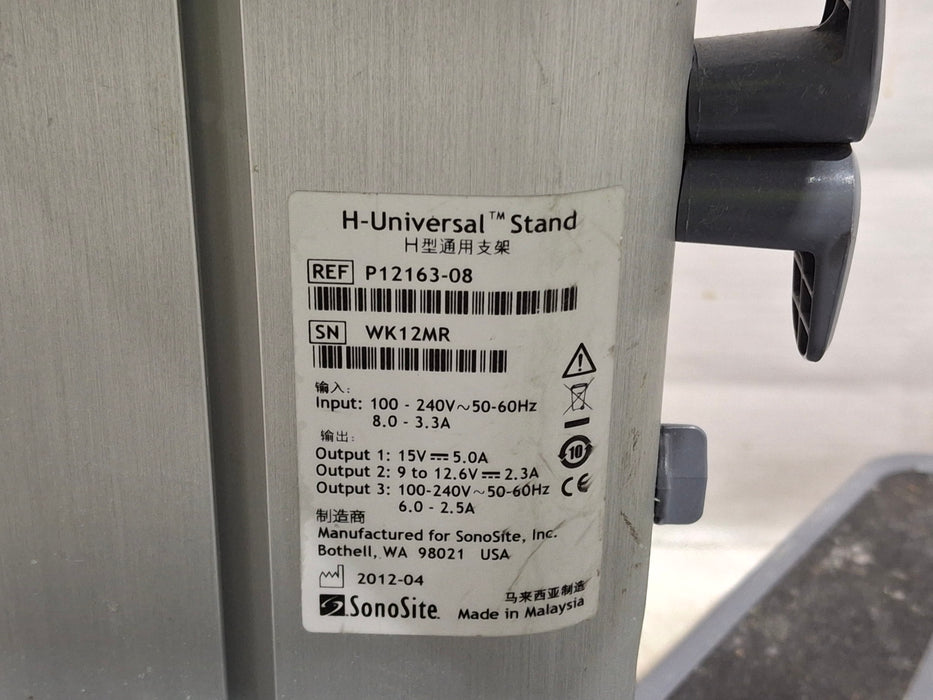 H-Universal™ Stand
H型通用支架
REF P12163-08
SN WK12MR
输入:
Input: 100 - 240V~50-60Hz
8.0 - 3.3A
输出:
Output 1: 15V⎓5.0A
Output 2: 9 to 12.6V⎓2.3A
Output 3: 100-240V~50-60Hz
6.0 - 2.5A
10
CE
制造商
Manufactured for SonoSite, Inc.
Bothell, WA 98021 USA
2012-04
马来西亚制造
SonoSite. Made in Malaysia